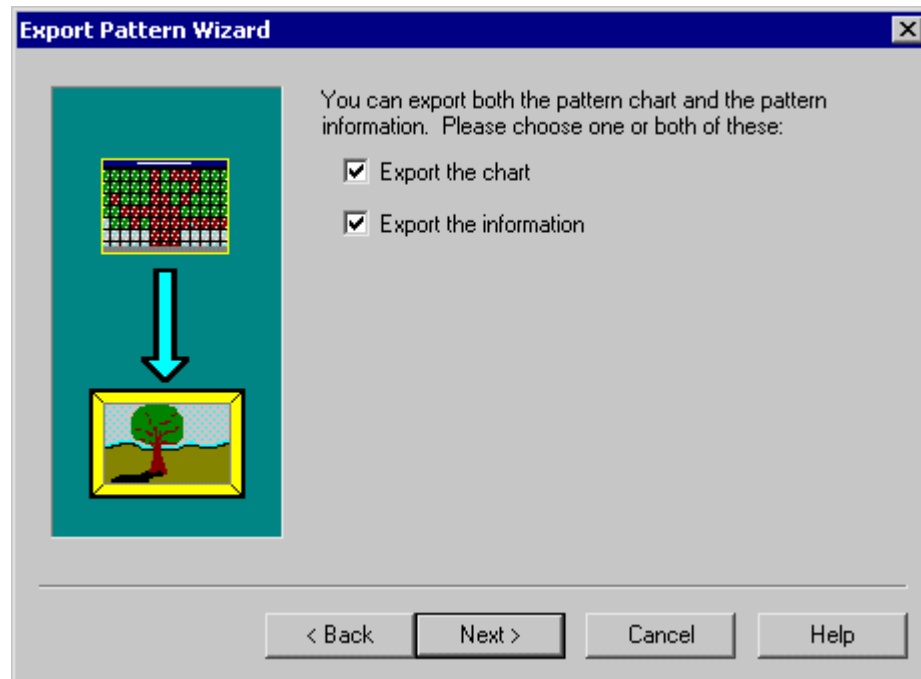 Export Pattern Wizard
You can export both the pattern chart and the pattern
information.  Please choose one or both of these:
Export the chart
Export the information
< Back
Next >
Cancel
Help